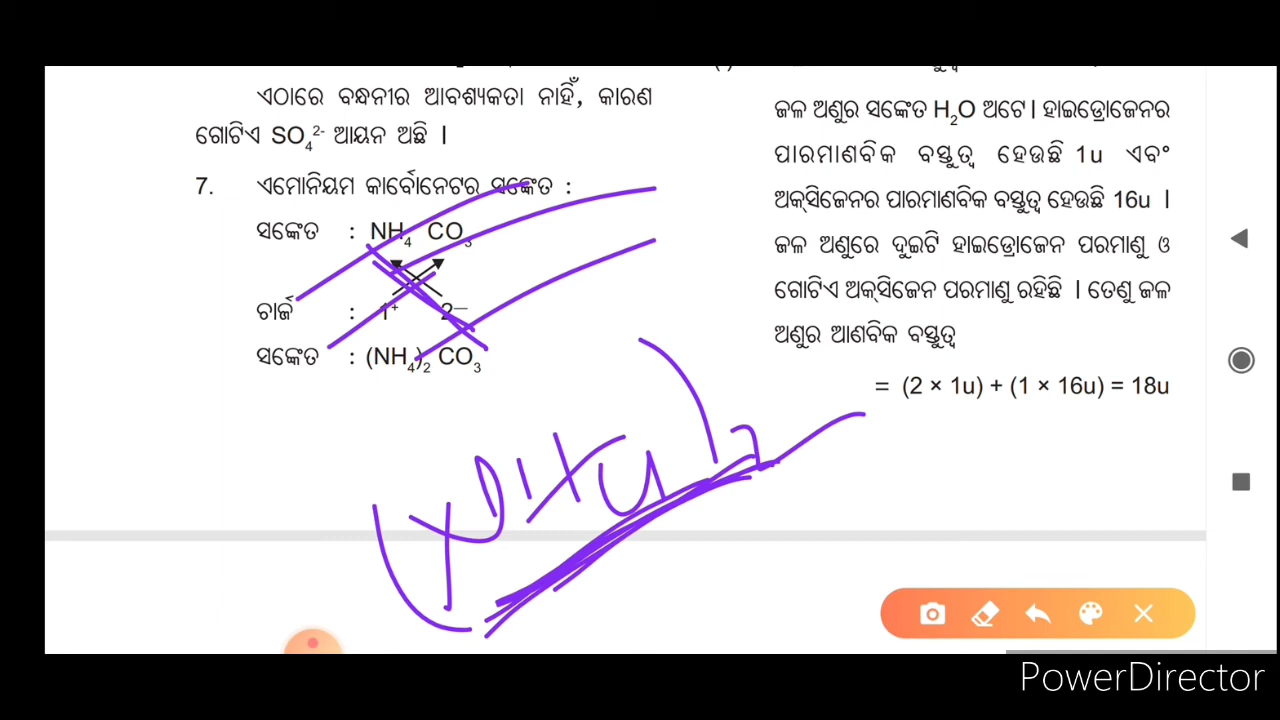 ଏଠାରେ ବନ୍ଧନୀର ଆବଶ୍ୟକତା ନାହିଁ, କାରଣ
ଗୋଟିଏ SO₄²⁻ ଆୟନ ଅଛି ।
7. ଏମୋନିୟମ କାର୍ବୋନେଟର ସଙ୍କେତ :
ସଙ୍କେତ : NH₄ CO₃
ଚାର୍ଜ : 1⁺ 2⁻
ସଙ୍କେତ : (NH₄)₂ CO₃
ଜଳ ଅଣୁର ସଙ୍କେତ H₂O ଅଟେ । ହାଇଡ୍ରୋଜେନର
ପାରମାଣବିକ ବସ୍ତୁତ୍ୱ ହେଉଛି 1u ଏବଂ
ଅକ୍‌ସିଜେନର ପାରମାଣବିକ ବସ୍ତୁତ୍ୱ ହେଉଛି 16u ।
ଜଳ ଅଣୁରେ ଦୁଇଟି ହାଇଡ୍ରୋଜେନ ପରମାଣୁ ଓ
ଗୋଟିଏ ଅକ୍‌ସିଜେନ ପରମାଣୁ ରହିଛି । ତେଣୁ ଜଳ
ଅଣୁର ଆଣବିକ ବସ୍ତୁତ୍ୱ
= (2 × 1u) + (1 × 16u) = 18u
PowerDirector